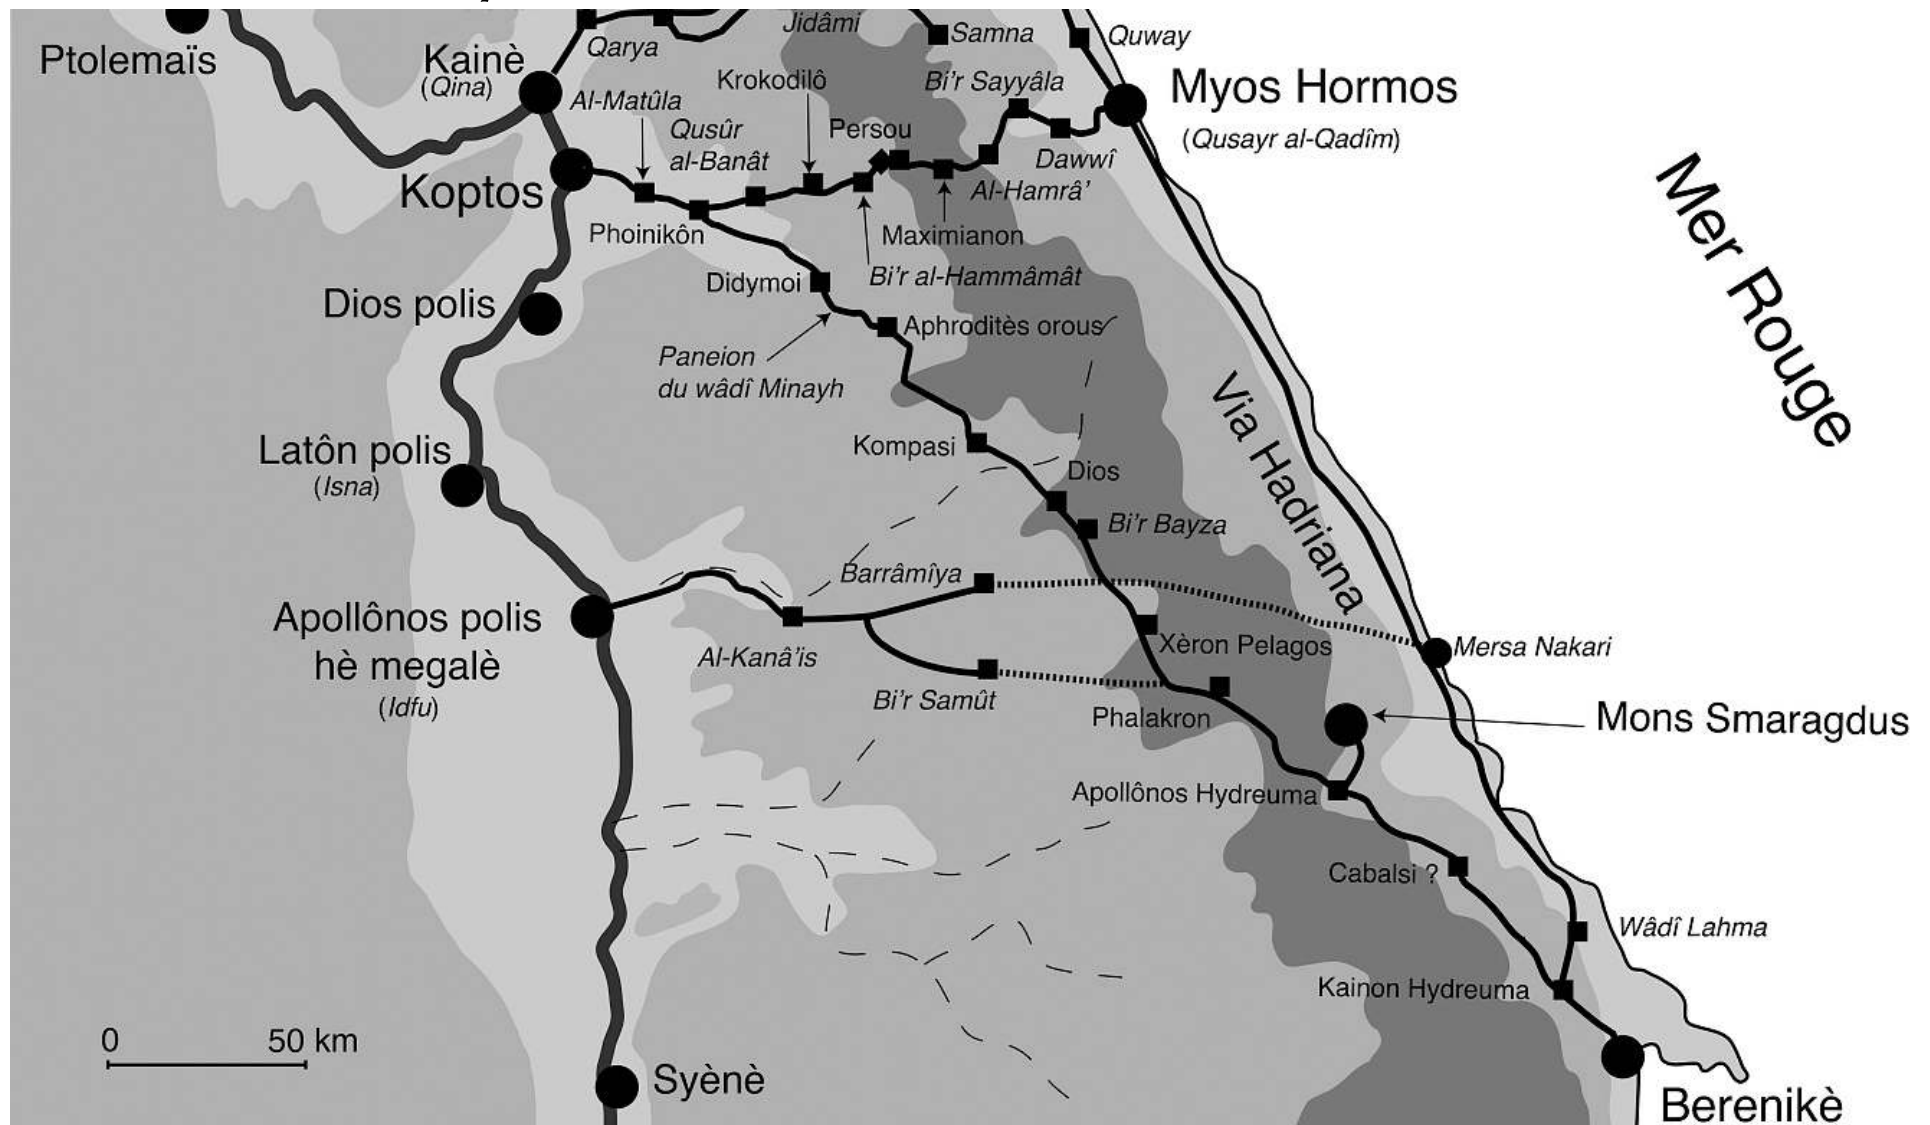 Jidâmi
Samna
Quway
Qarya
Ptolemaïs
Kainè
(Qina)
Krokodilô
Bi'r Sayyâla
Myos Hormos
(Qusayr al-Qadîm)
Al-Matûla
Qusûr
al-Banât
Persou
Dawwî
Al-Hamrâ'
Koptos
Phoinikôn
Maximianon
Bi'r al-Hammâmât
Mer Rouge
Didymoi
Dios polis
Aphroditès orous
Paneion
du wâdî Minayh
Via Hadriana
Kompasi
Dios
Latôn polis
(Isna)
Bi'r Bayza
Barrâmîya
Apollônos polis
hè megalè
(Idfu)
Al-Kanâ'is
Xèron Pelagos
Mersa Nakari
Bi'r Samût
Phalakron
Mons Smaragdus
Apollônos Hydreuma
Cabalsi ?
Wâdî Lahma
Kainon Hydreuma
0 50 km
Syènè
Berenikè